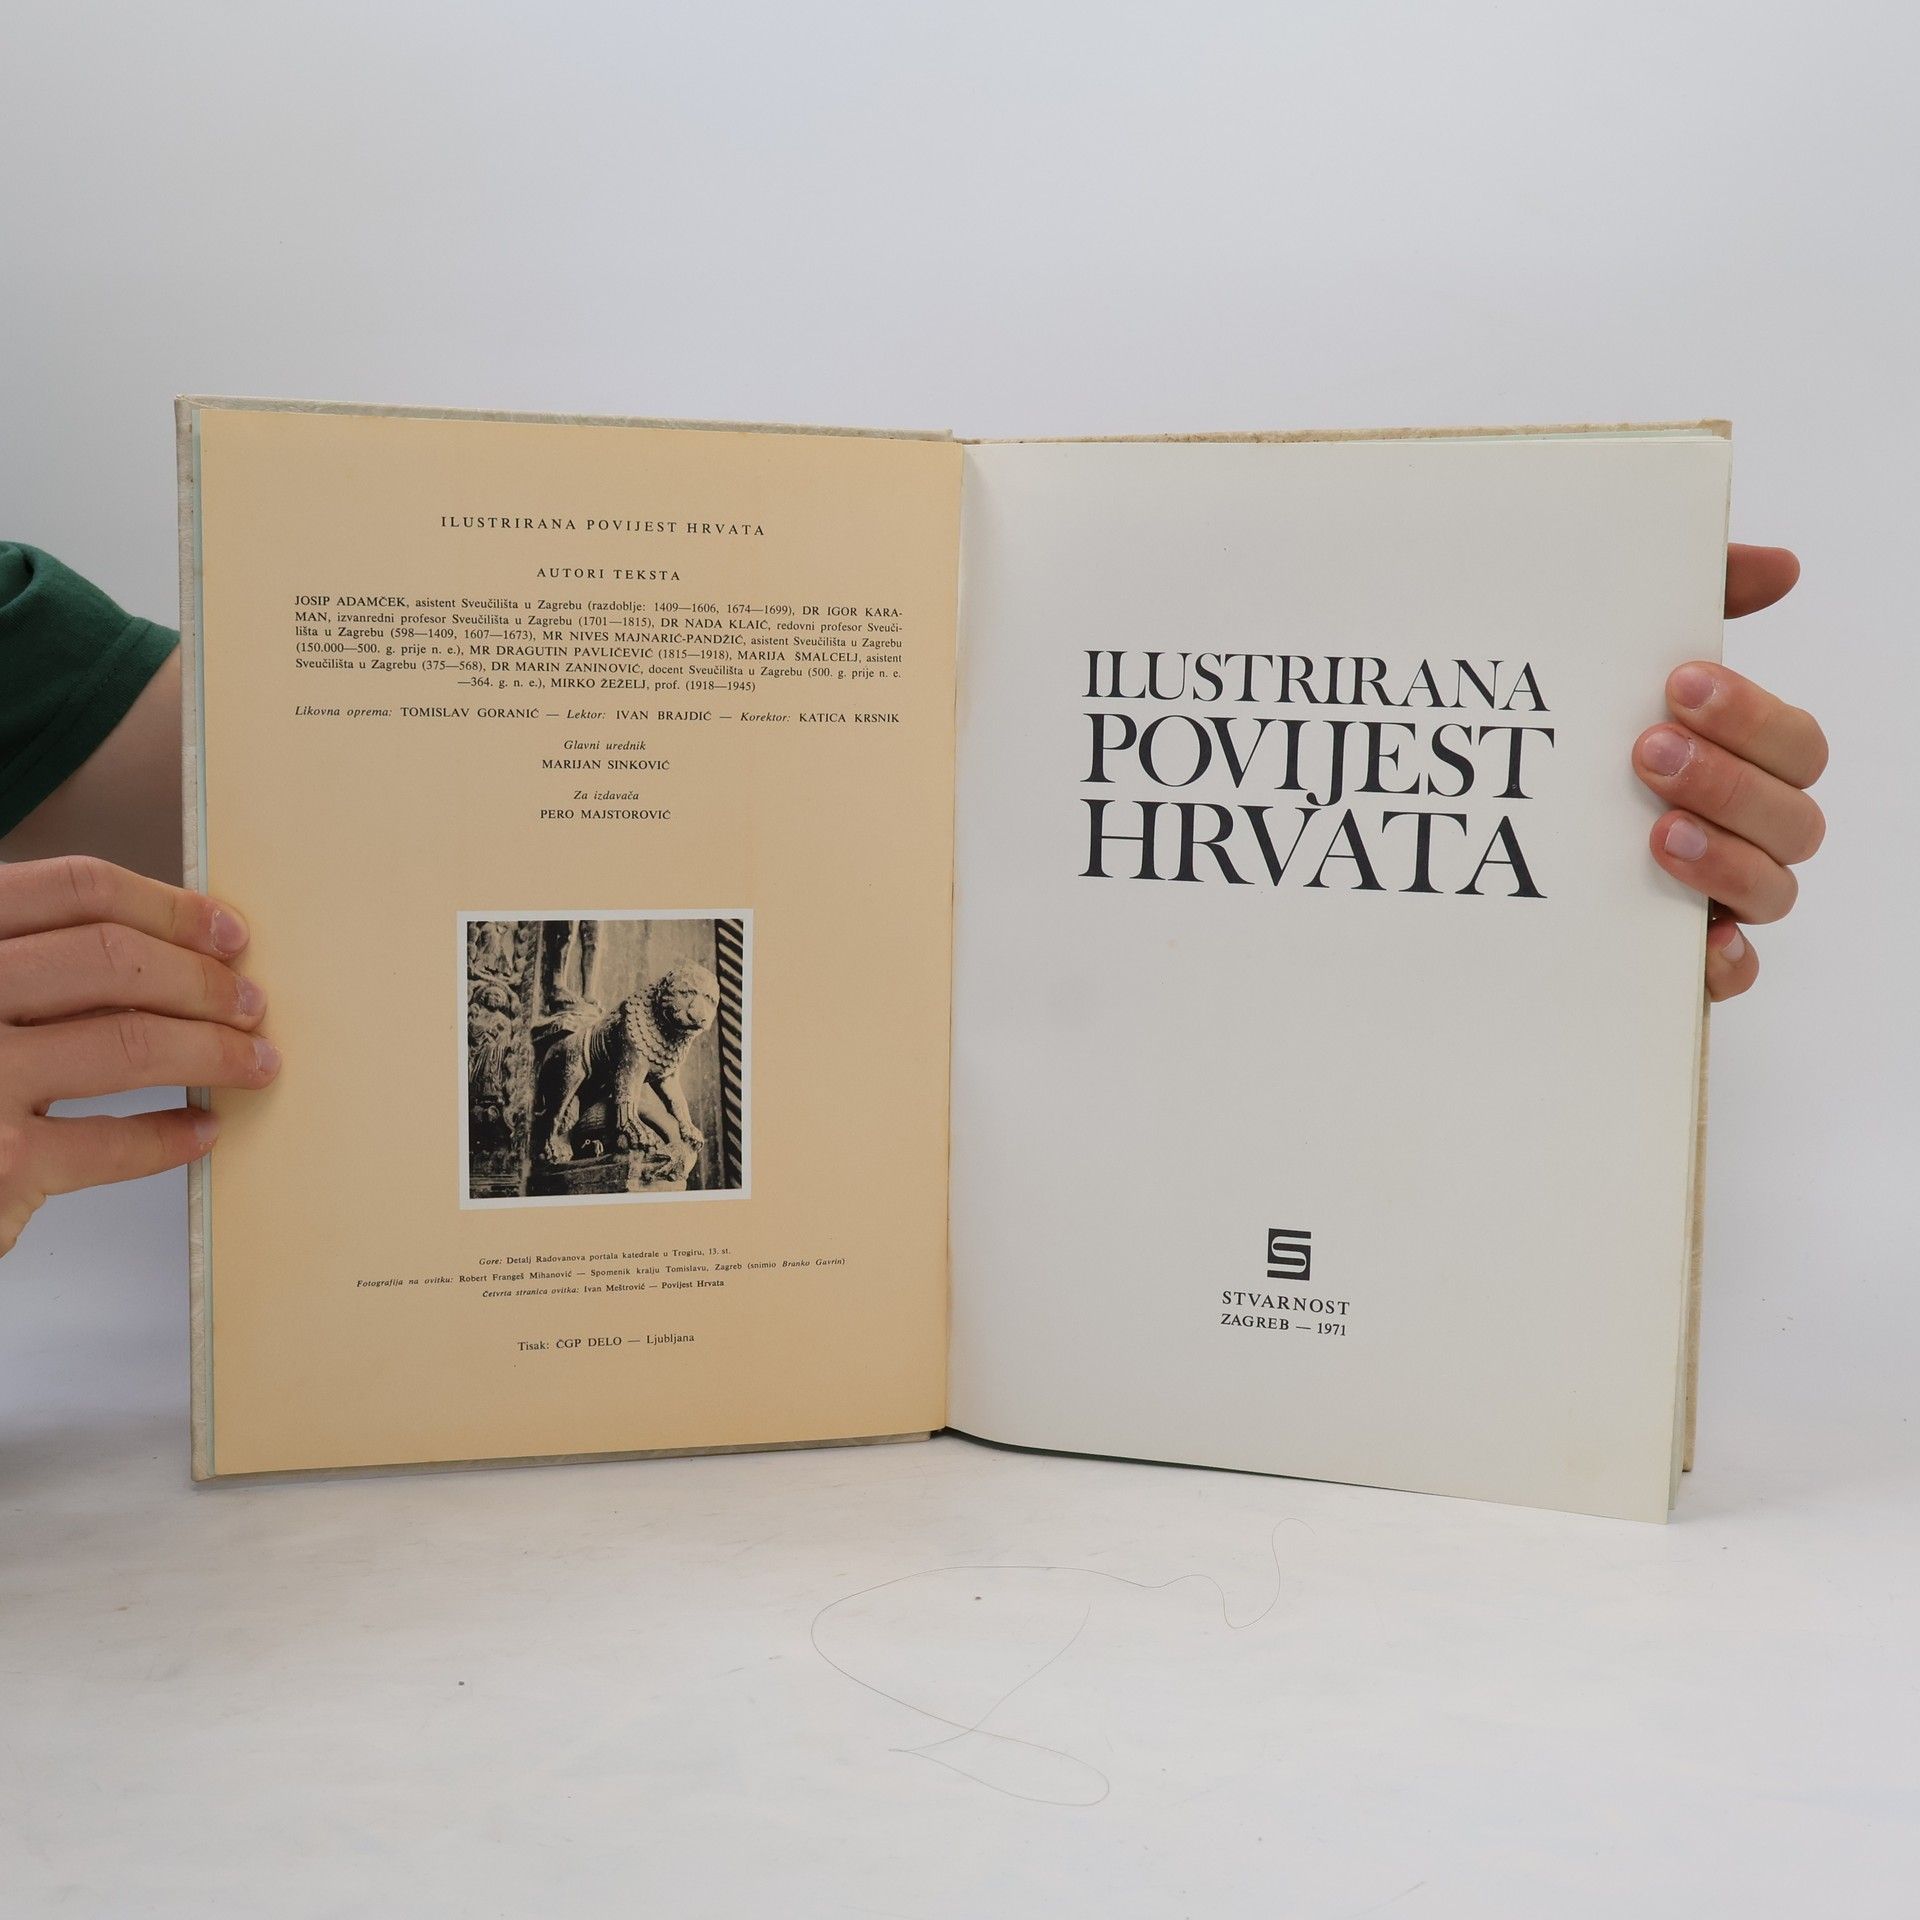 ILUSTRIRANA POVIJEST HRVATA
AUTORI TEKSTA
JOSIP ADAMČEK, asistent Sveučilišta u Zagrebu (razdoblje: 1409—1606, 1674—1699), DR IGOR KARA-
MAN, izvanredni profesor Sveučilišta u Zagrebu (1701—1815), DR NADA KLAIĆ, redovni profesor Sveuči-
lišta u Zagrebu (598—1409, 1607—1673), MR NIVES MAJNARIĆ-PANDŽIĆ, asistent Sveučilišta u Zagrebu
(150.000—500. g. prije n. e.), MR DRAGUTIN PAVLIČEVIĆ (1815—1918), MARIJA ŠMALCELJ, asistent
Sveučilišta u Zagrebu (375—568), DR MARIN ZANINOVIĆ, docent Sveučilišta u Zagrebu (500. g. prije n. e.
—364. g. n. e.), MIRKO ŽEŽELJ, prof. (1918—1945)
Likovna oprema: TOMISLAV GORANIĆ — Lektor: IVAN BRAJDIĆ — Korektor: KATICA KRSNIK
Glavni urednik
MARIJAN SINKOVIĆ
Za izdavača
PERO MAJSTOROVIĆ
Gore: Detalj Radovanova portala katedrale u Trogiru, 13. st.
Fotografija na ovitku: Robert Frangeš Mihanović — Spomenik kralju Tomislavu, Zagreb (snimio Branko Gavrin)
Četvrta stranica ovitka: Ivan Meštrović — Povijest Hrvata
Tisak: ČGP DELO — Ljubljana
ILUSTRIRANA
POVIJEST
HRVATA
S
STVARNOST
ZAGREB — 1971